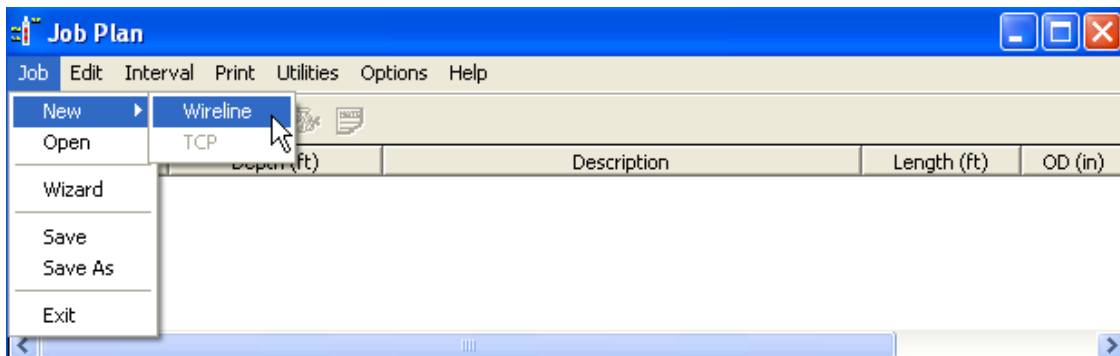 Job Plan
Job Edit Interval Print Utilities Options Help
New Wireline
Open TCP
Depth (ft) Description Length (ft) OD (in)
Wizard
Save
Save As
Exit